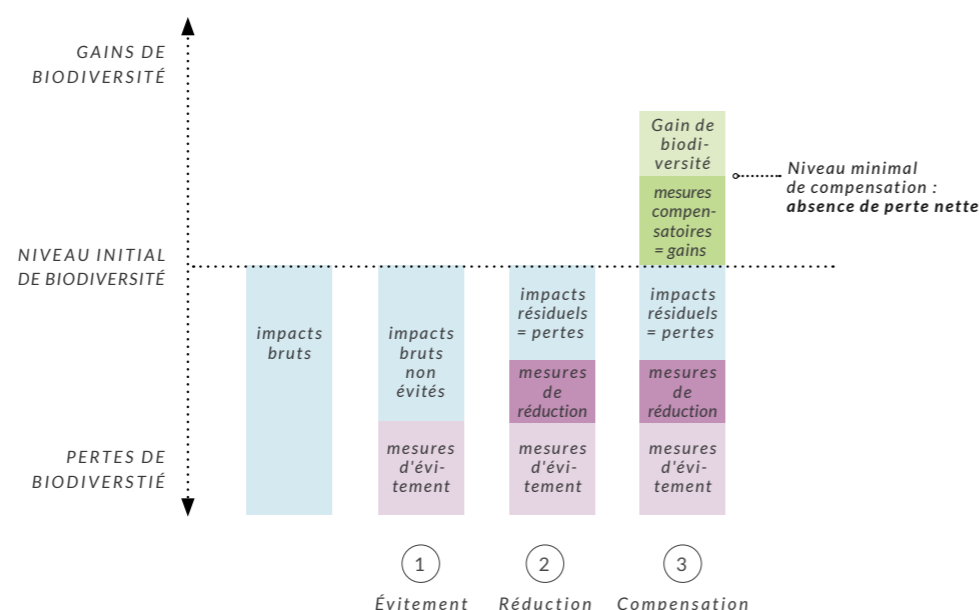 GAINS DE
BIODIVERSITÉ
Gain de
biodi-
versité
Niveau minimal
de compensation :
absence de perte nette
mesures
compen-
satoires
= gains
NIVEAU INITIAL
DE BIODIVERSITÉ
impacts
bruts
impacts
bruts
non
évités
impacts
résiduels
= pertes
impacts
résiduels
= pertes
mesures
de
réduction
mesures
de
réduction
PERTES DE
BIODIVERSTIÉ
mesures
d'évi-
tement
mesures
d'évi-
tement
mesures
d'évi-
tement
1
2
3
Évitement
Réduction
Compensation